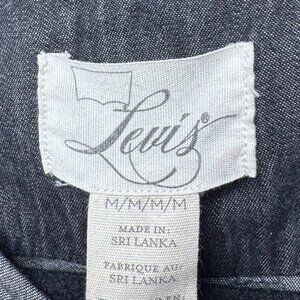 Levi's®
M/M/M/M
MADE IN:
SRI LANKA
FABRIQUE AU:
SRI LANKA